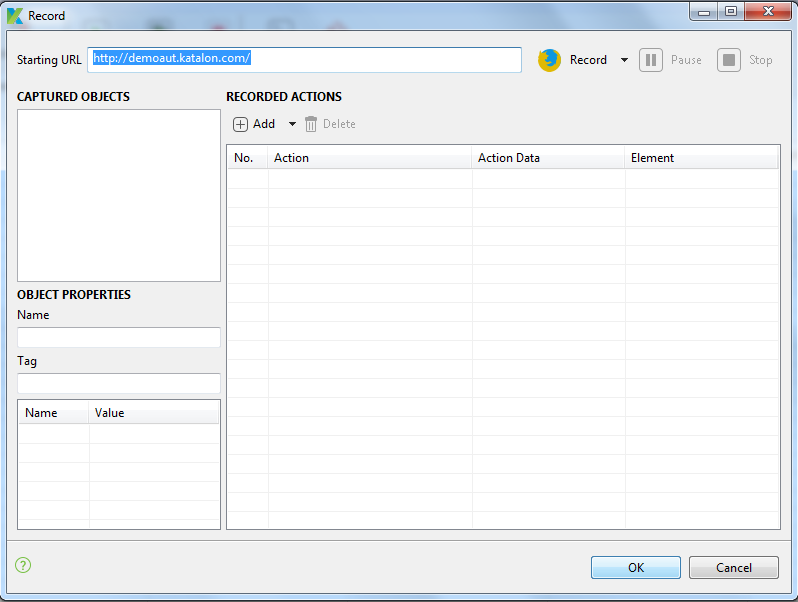 Record
Starting URL http://demoaut.katalon.com/ Record Pause Stop
CAPTURED OBJECTS
RECORDED ACTIONS
Add Delete
No. Action Action Data Element
OBJECT PROPERTIES
Name
Tag
Name Value
?
OK Cancel